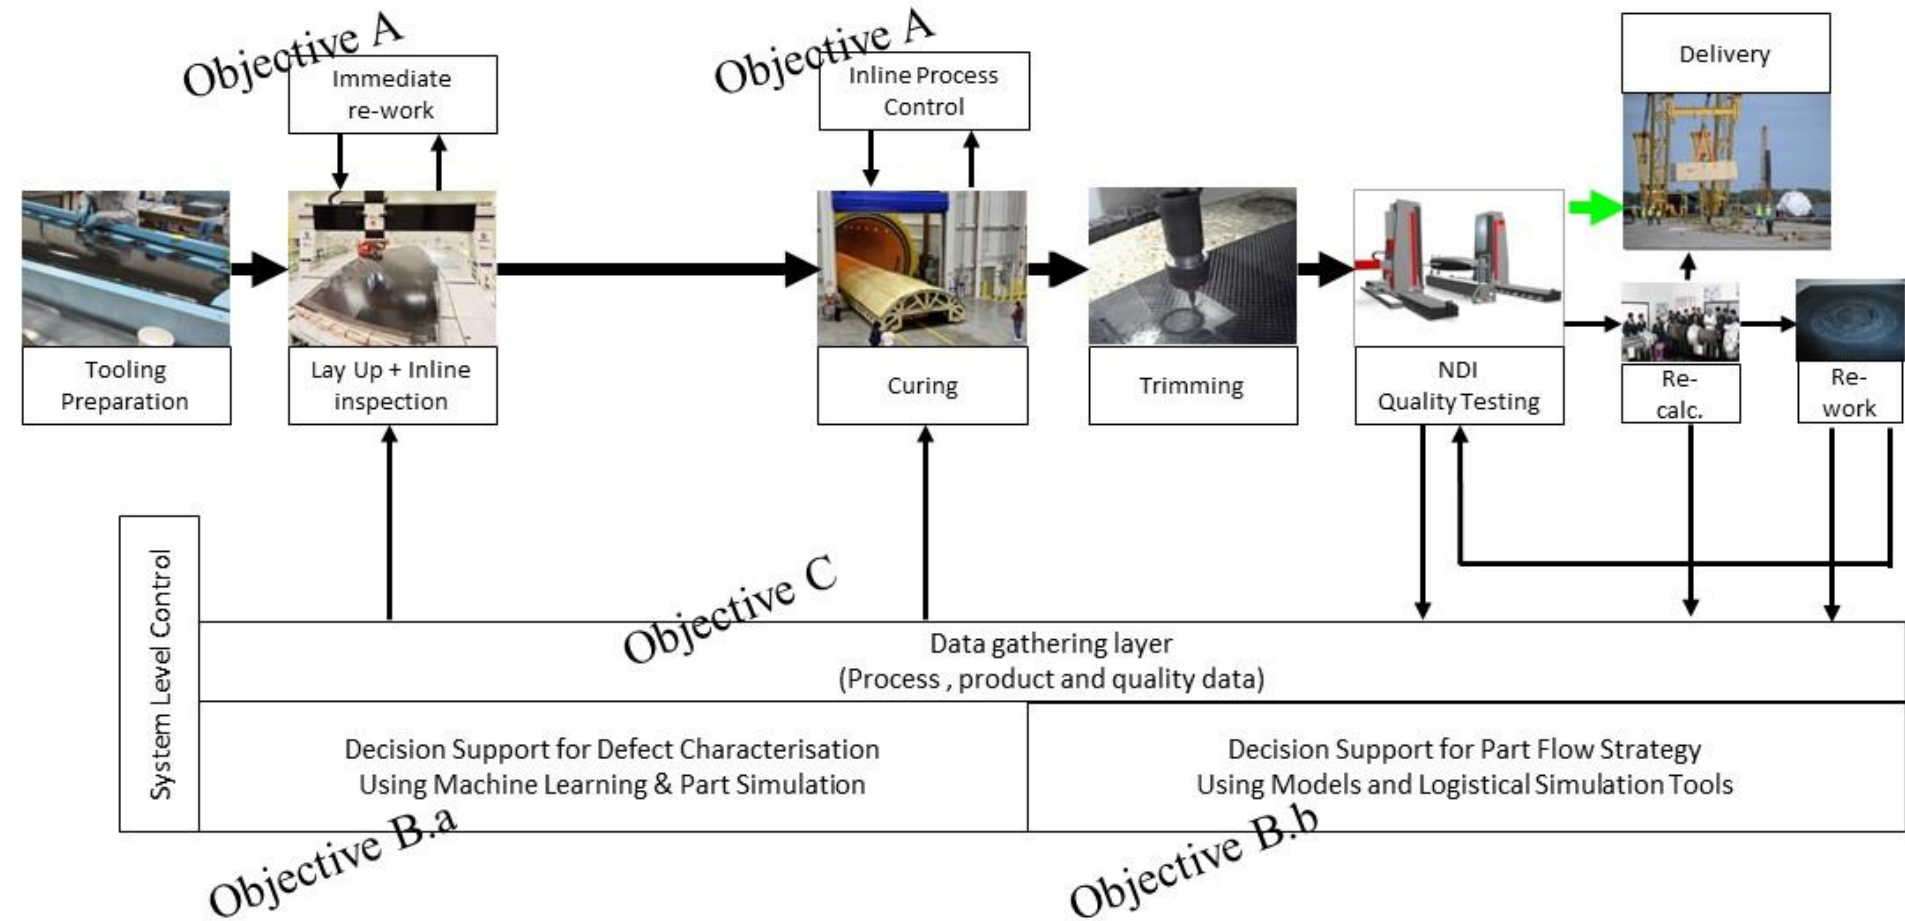 Objective A
Immediate
re-work
Objective A
Inline Process
Control
Delivery
Tooling
Preparation
Lay Up + Inline
inspection
Curing
Trimming
NDI
Quality Testing
Re-
calc.
Re-
work
System Level Control
Objective C
Data gathering layer
(Process , product and quality data)
Decision Support for Defect Characterisation
Using Machine Learning & Part Simulation
Decision Support for Part Flow Strategy
Using Models and Logistical Simulation Tools
Objective B.a
Objective B.b